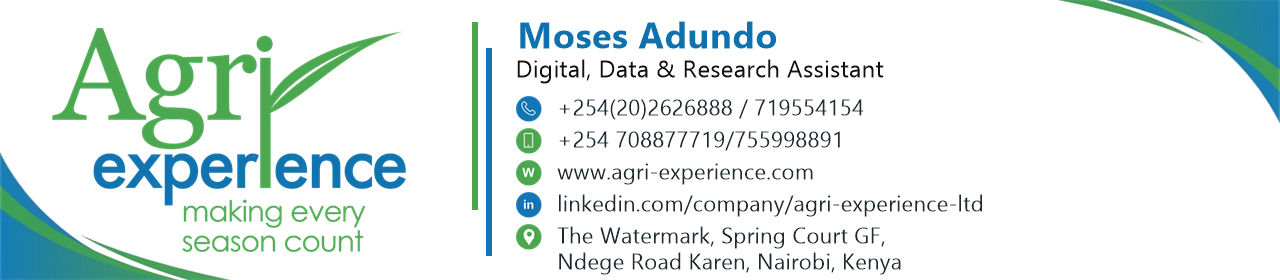 Agri
experience
making every
season count
Moses Adundo
Digital, Data & Research Assistant
+254(20)2626888 / 719554154
+254 708877719/755998891
W www.agri-experience.com
in linkedin.com/company/agri-experience-ltd
The Watermark, Spring Court GF,
Ndege Road Karen, Nairobi, Kenya